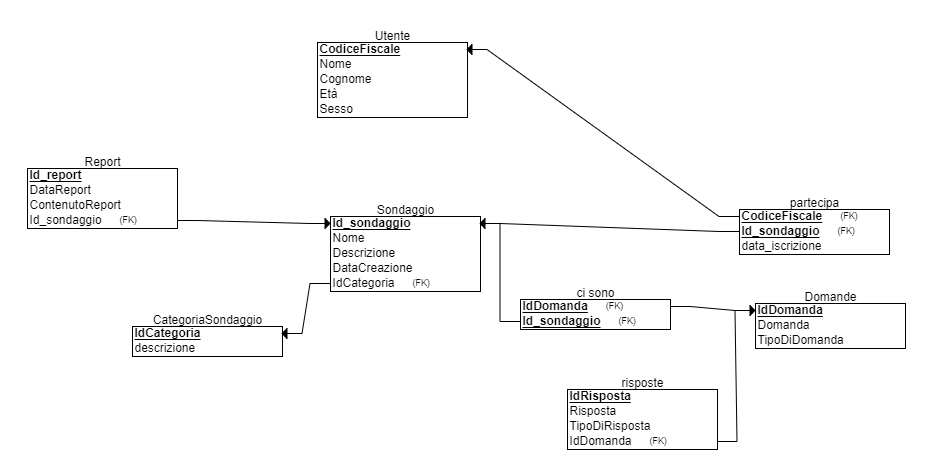 Utente
CodiceFiscale
Nome
Cognome
Età
Sesso
Report
Id_report
DataReport
ContenutoReport
Id_sondaggio (FK)
Sondaggio
Id_sondaggio
Nome
Descrizione
DataCreazione
IdCategoria (FK)
partecipa
CodiceFiscale (FK)
Id_sondaggio (FK)
data_iscrizione
CategoriaSondaggio
IdCategoria
descrizione
ci sono
IdDomanda (FK)
Id_sondaggio (FK)
Domande
IdDomanda
Domanda
TipoDiDomanda
risposte
IdRisposta
Risposta
TipoDiRisposta
IdDomanda (FK)